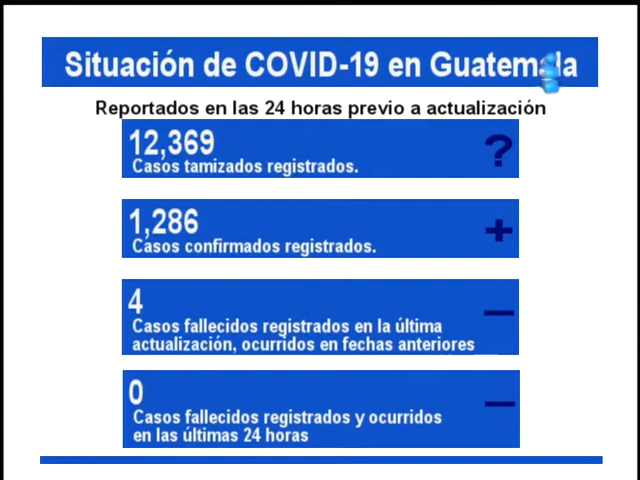 Situación de COVID-19 en Guatemala
Reportados en las 24 horas previo a actualización
12,369
?
Casos tamizados registrados.
1,286
+
Casos confirmados registrados.
4
—
Casos fallecidos registrados en la última
actualización, ocurridos en fechas anteriores
0
—
Casos fallecidos registrados y ocurridos
en las últimas 24 horas